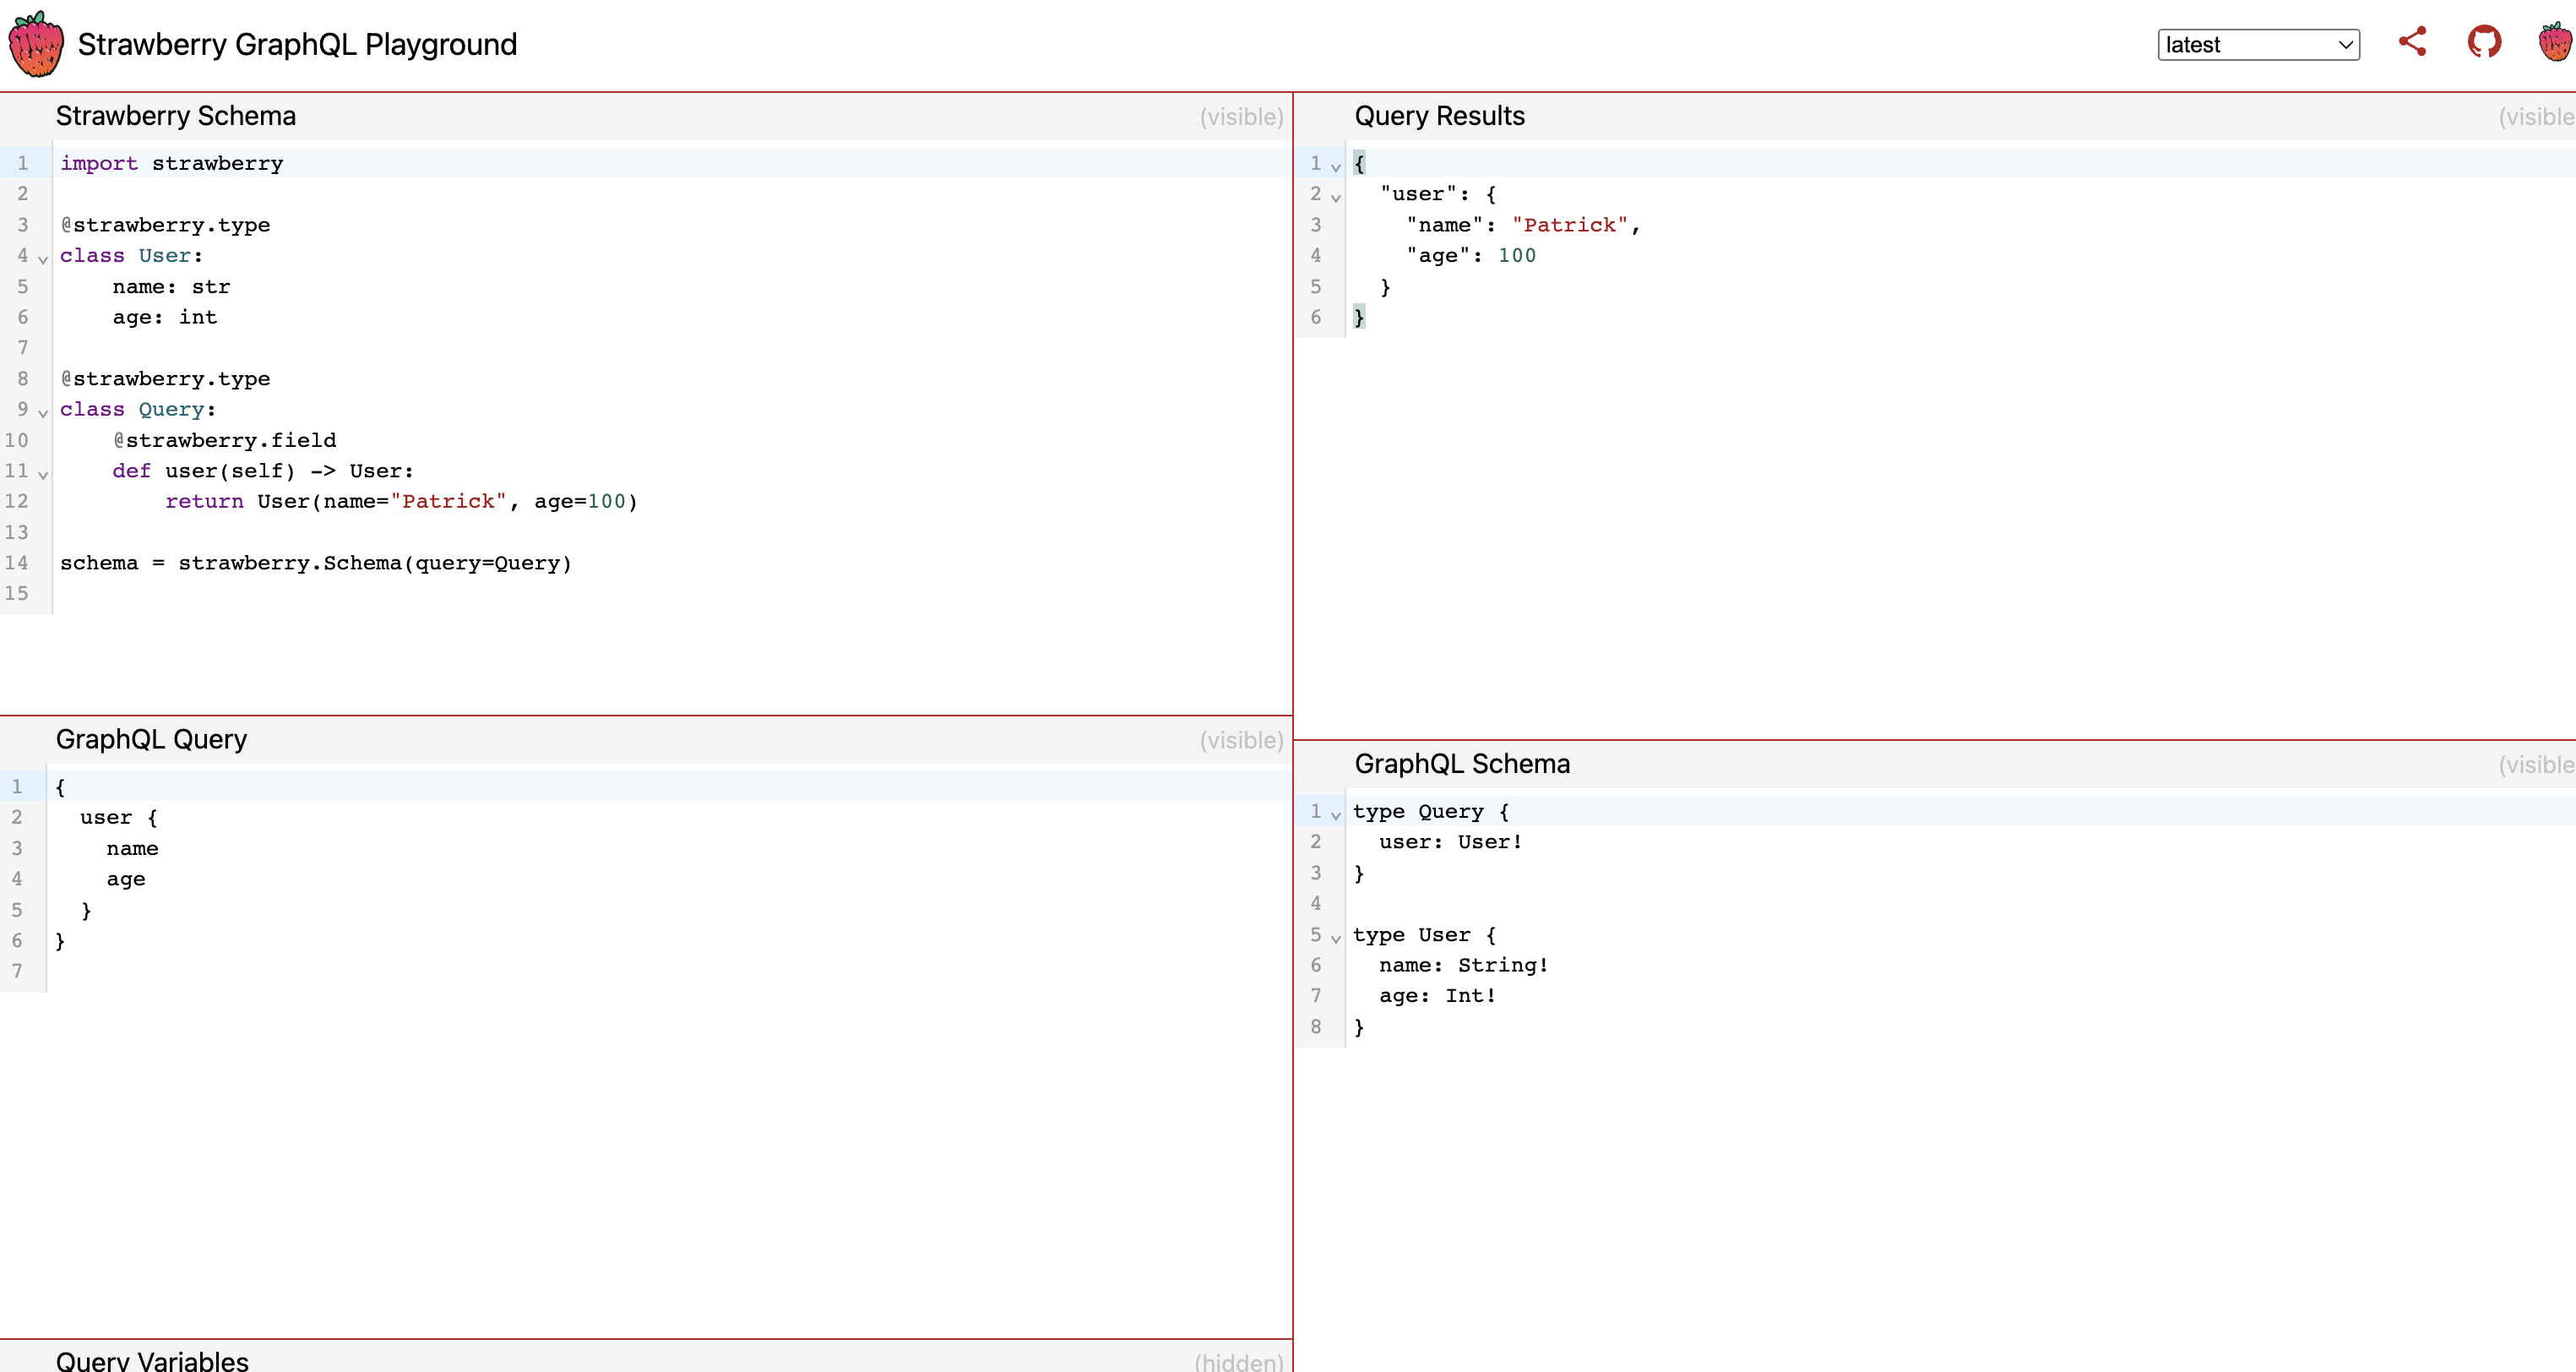 Strawberry GraphQL Playground
latest
Strawberry Schema
(visible)
1 import strawberry
2
3 @strawberry.type
4 class User:
5     name: str
6     age: int
7
8 @strawberry.type
9 class Query:
10     @strawberry.field
11     def user(self) -> User:
12         return User(name="Patrick", age=100)
13
14 schema = strawberry.Schema(query=Query)
15
GraphQL Query
(visible)
1 {
2   user {
3     name
4     age
5   }
6 }
7
Query Variables
(hidden)
Query Results
(visible
1 {
2   "user": {
3     "name": "Patrick",
4     "age": 100
5   }
6 }
GraphQL Schema
(visible
1 type Query {
2   user: User!
3 }
4
5 type User {
6   name: String!
7   age: Int!
8 }